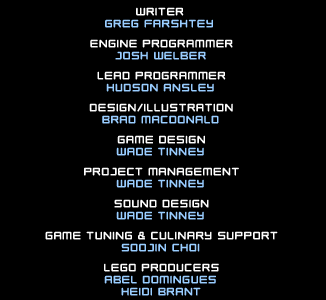 WRITER
GREG FARSHTEY
ENGINE PROGRAMMER
JOSH WELBER
LEAD PROGRAMMER
HUDSON ANSLEY
DESIGN/ILLUSTRATION
BRAD MACDONALD
GAME DESIGN
WADE TINNEY
PROJECT MANAGEMENT
WADE TINNEY
SOUND DESIGN
WADE TINNEY
GAME TUNING & CULINARY SUPPORT
SOOJIN CHOI
LEGO PRODUCERS
ABEL DOMINGUES
HEIDI BRANT